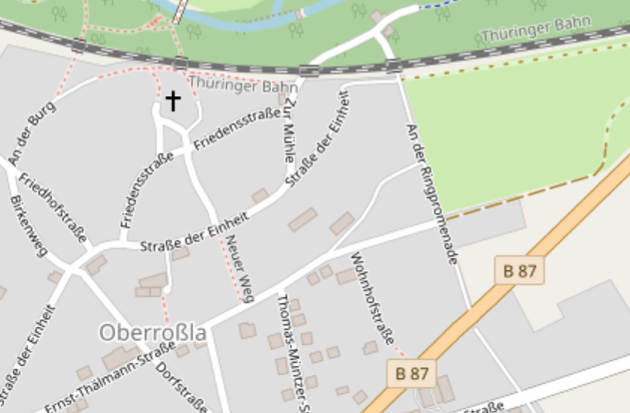 Thüringer Bahn
Thüringer Bahn
An der Burg
Friedensstraße
Zur Mühle
Straße der Einheit
An der Ringpromenade
Friedensstraße
Friedhofstraße
Birkenweg
Straße der Einheit
Neuer Weg
B 87
Wohnhofstraße
Oberroßla
Thomas-Müntzer-S
Straße der Einheit
Ernst-Thälmann-Straße
Dorfstraße
B 87
Straße